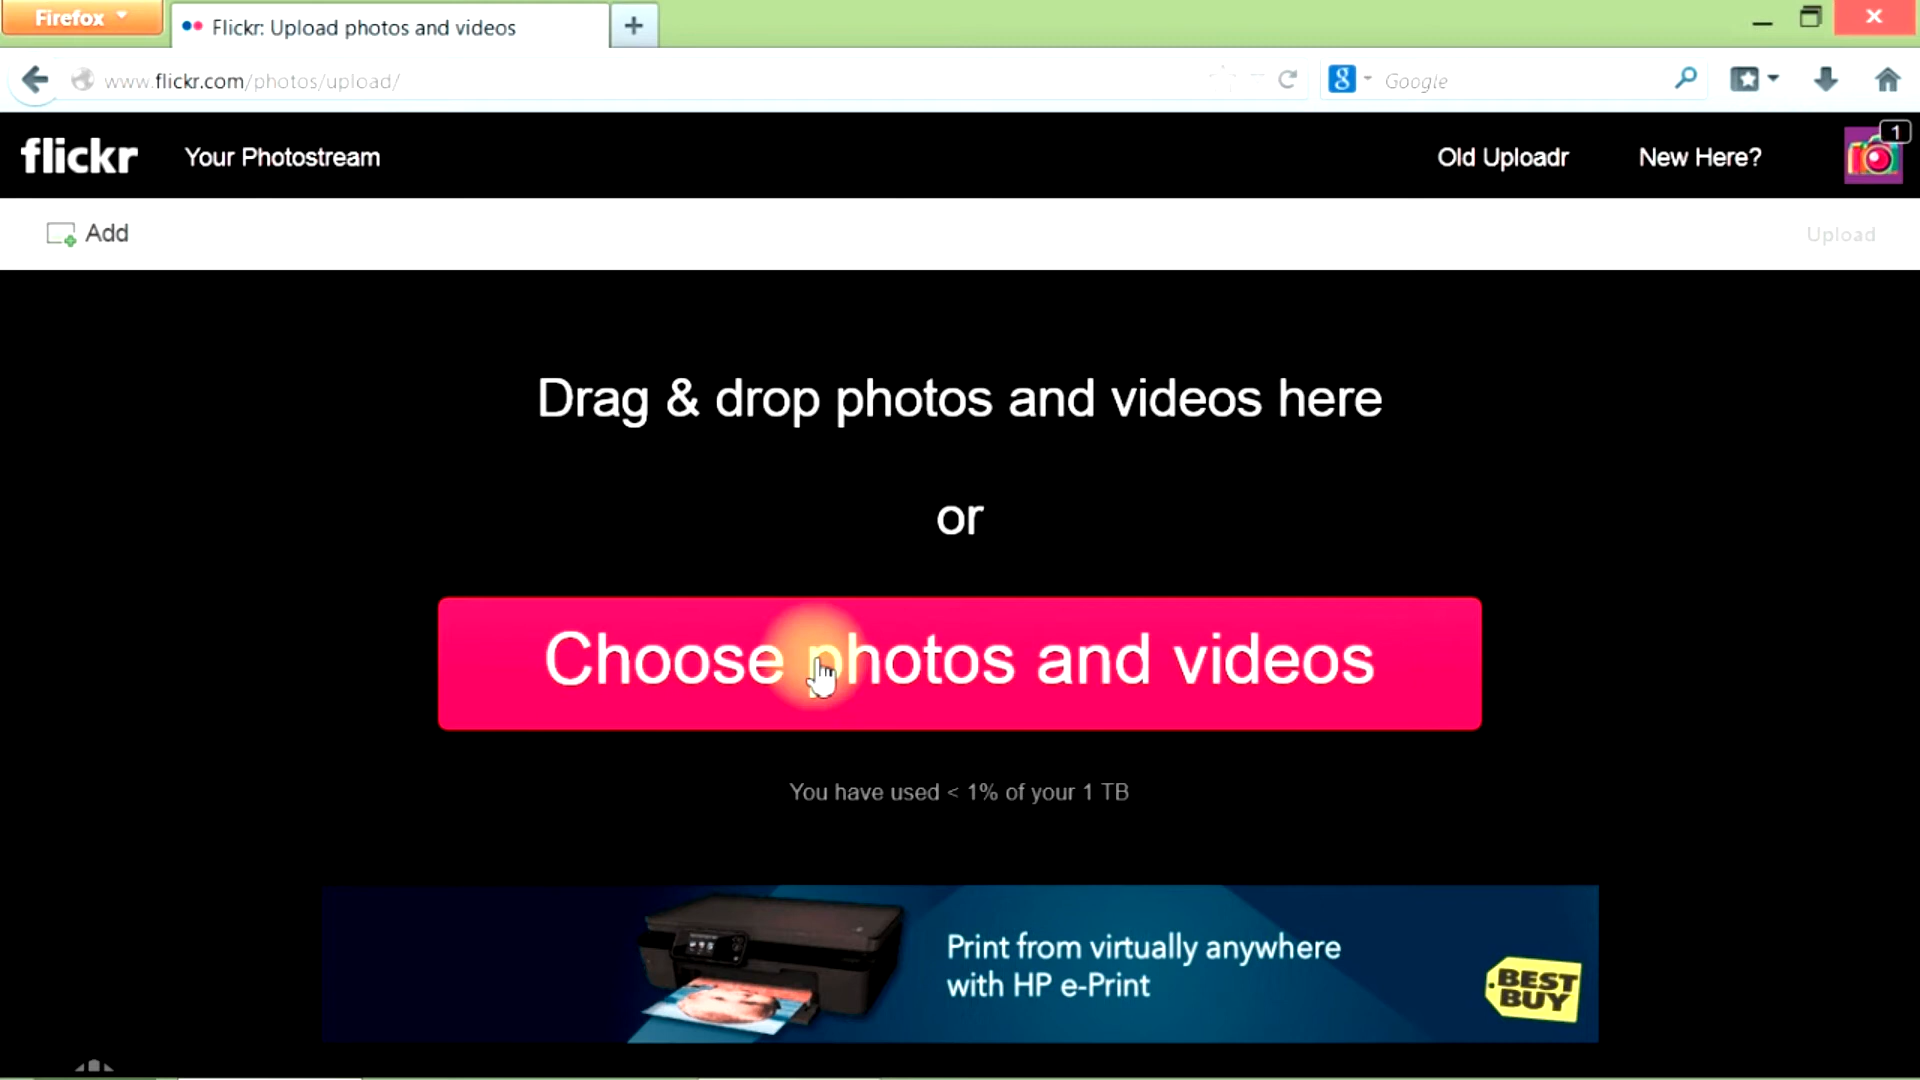 Firefox
Flickr: Upload photos and videos
www.flickr.com/photos/upload/
Google
flickr
Your Photostream
Old Uploadr
New Here?
1
Add
Upload
Drag & drop photos and videos here
or
Choose photos and videos
You have used < 1% of your 1 TB
Print from virtually anywhere
with HP e-Print
BEST
BUY